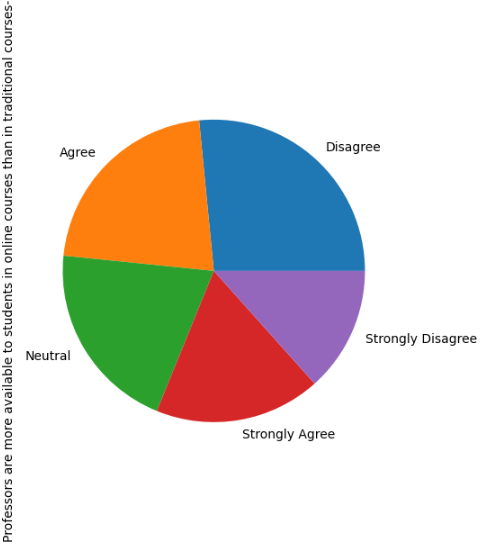 Professors are more available to students in online courses than in traditional courses-
Disagree
Agree
Neutral
Strongly Disagree
Strongly Agree